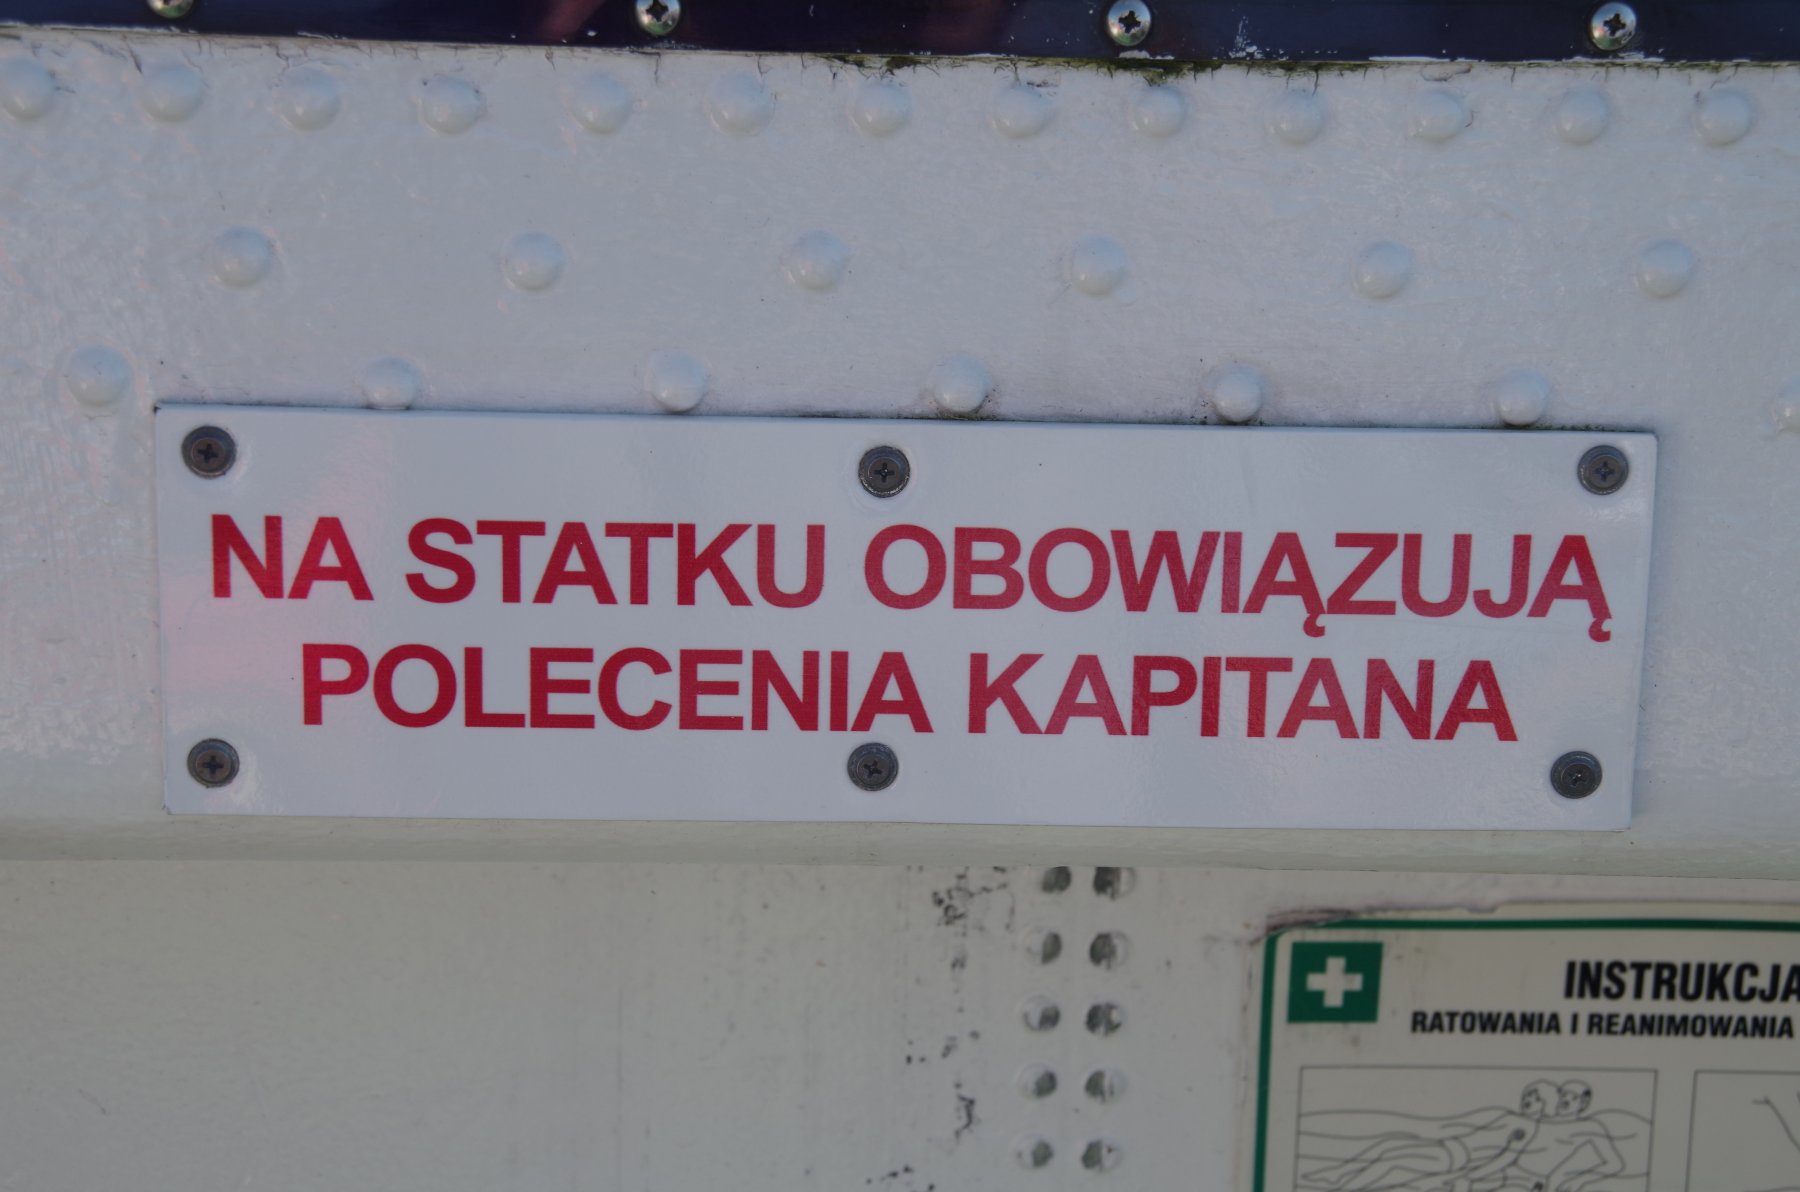 NA STATKU OBOWIĄZUJĄ
POLECENIA KAPITANA
INSTRUKCJA
RATOWANIA I REANIMOWANIA